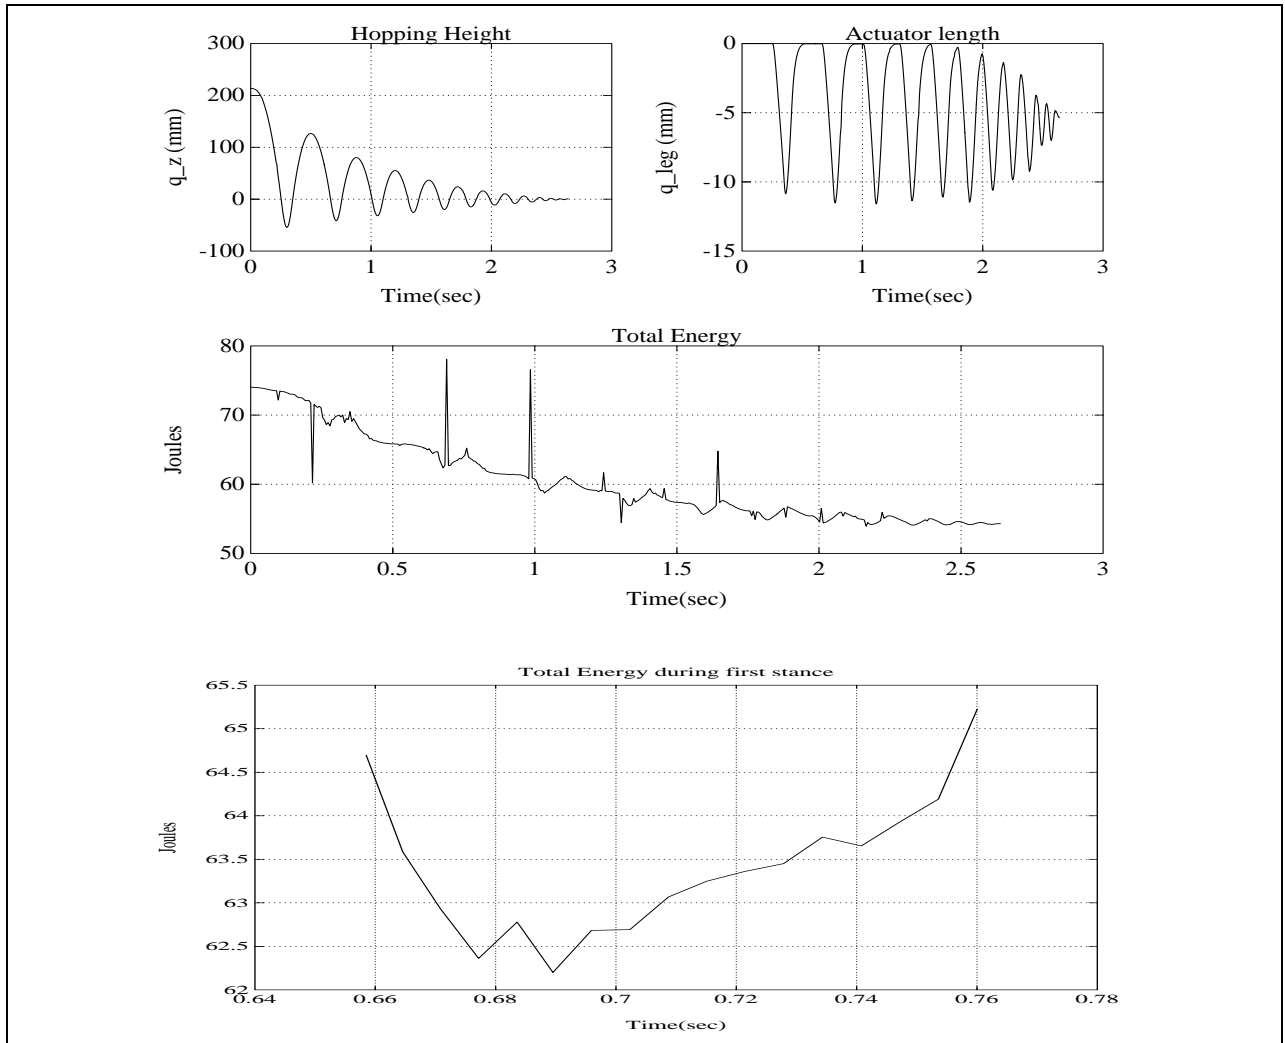 Hopping Height
300
200
100
0
-100
q_z (mm)
0 1 2 3
Time(sec)
Actuator length
0
-5
-10
-15
q_leg (mm)
0 1 2 3
Time(sec)
Total Energy
80
70
60
50
Joules
0 0.5 1 1.5 2 2.5 3
Time(sec)
Total Energy during first stance
65.5
65
64.5
64
63.5
63
62.5
62
Joules
0.64 0.66 0.68 0.7 0.72 0.74 0.76 0.78
Time(sec)